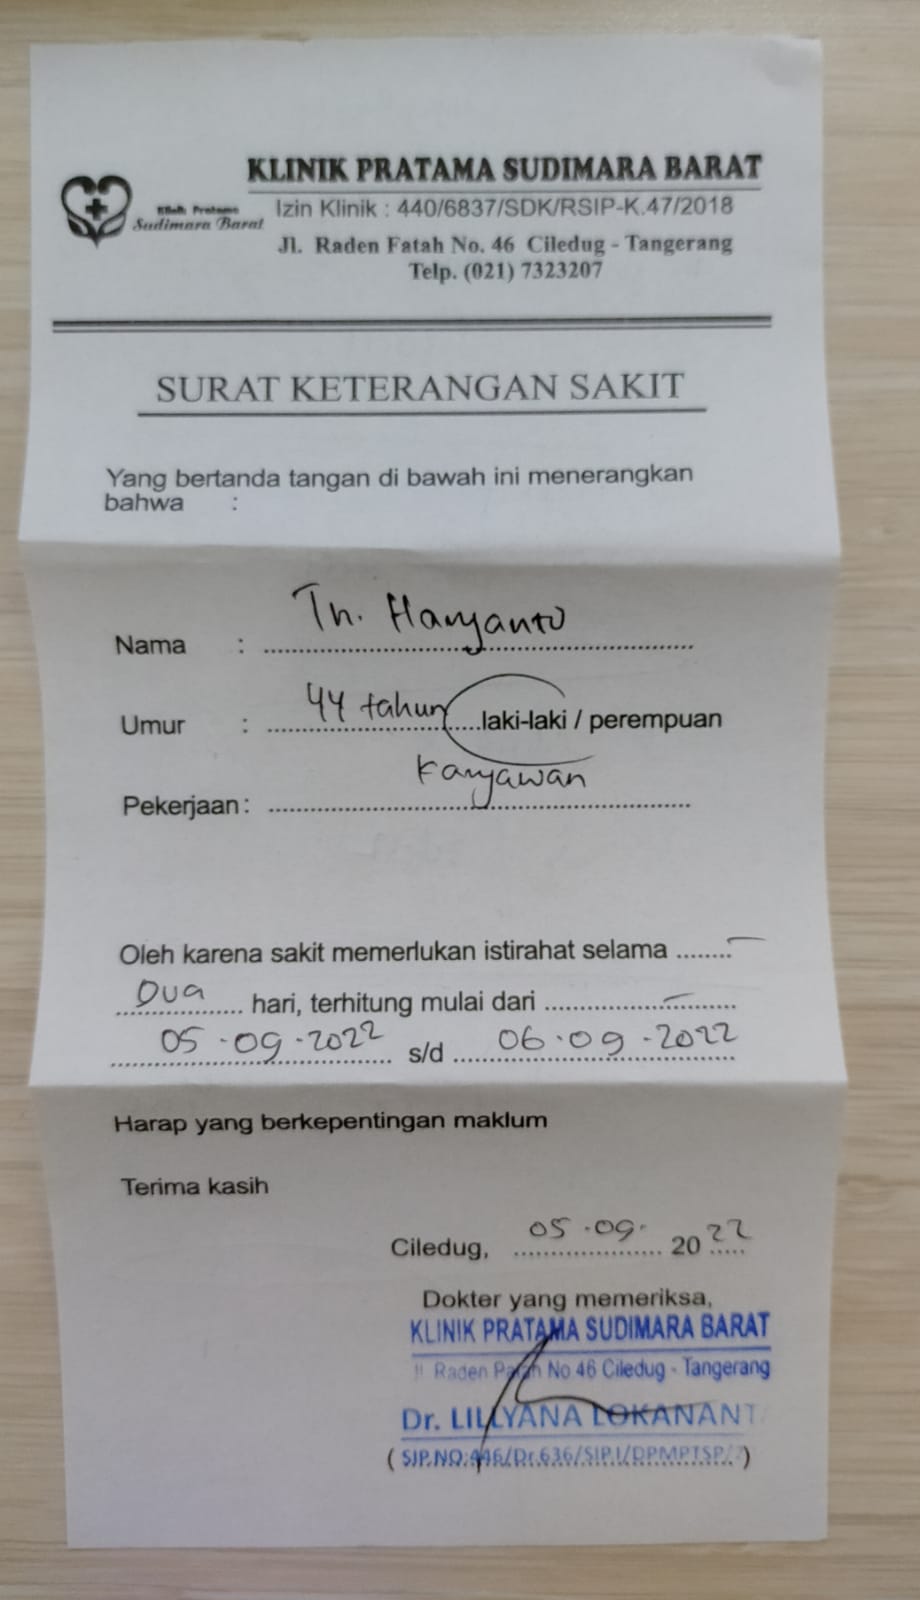 KLINIK PRATAMA SUDIMARA BARAT
Klinik Pratama
Sudimara Barat
Izin Klinik : 440/6837/SDK/RSIP-K.47/2018
Jl. Raden Fatah No. 46 Ciledug - Tangerang
Telp. (021) 7323207
SURAT KETERANGAN SAKIT
Yang bertanda tangan di bawah ini menerangkan
bahwa :
Nama : Tn. Haryanto
Umur : 44 tahun laki-laki / perempuan
Pekerjaan : Karyawan
Oleh karena sakit memerlukan istirahat selama ........
Dua hari, terhitung mulai dari ........
05-09-2022 s/d 06-09-2022
Harap yang berkepentingan maklum
Terima kasih
Ciledug, 05-09- 2022
Dokter yang memeriksa,
KLINIK PRATAMA SUDIMARA BARAT
Raden Patah No 46 Ciledug - Tangerang
Dr. LILLYANA LOKANANT
( SIP.NO:446/Dr.636/SIP.I/DPMPTSP/ )